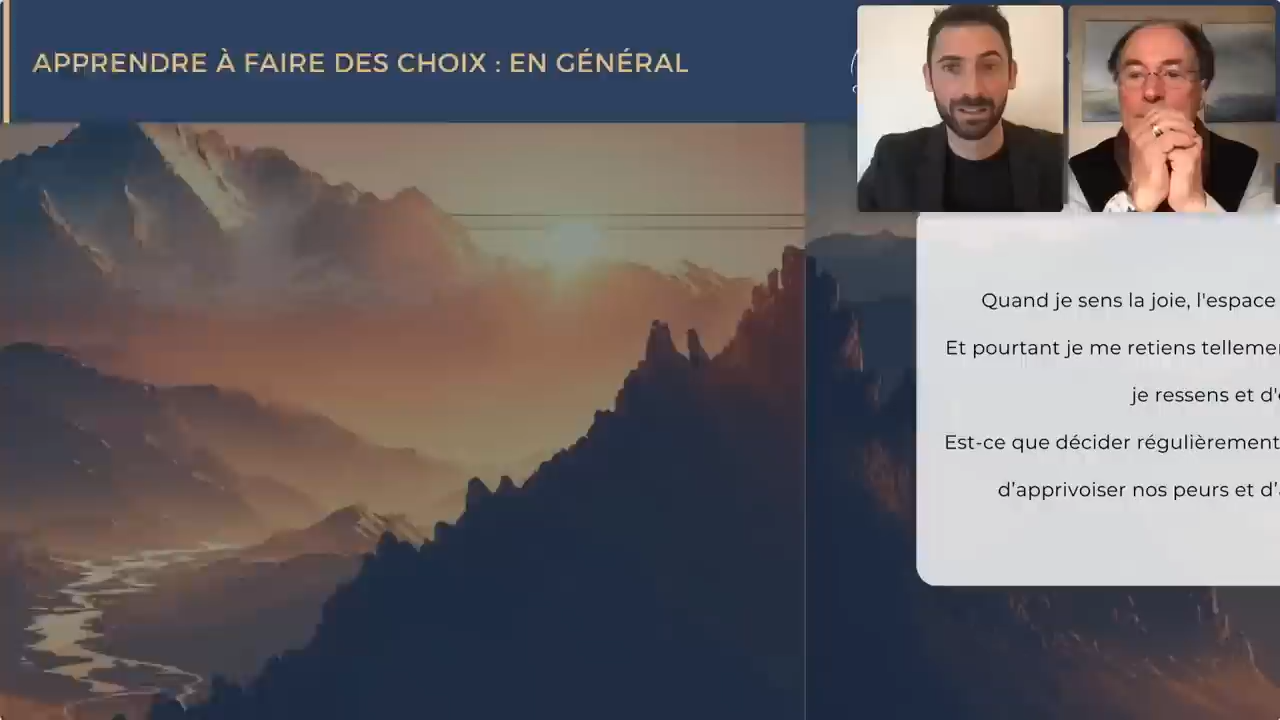 APPRENDRE À FAIRE DES CHOIX : EN GÉNÉRAL
Quand je sens la joie, l'espace
Et pourtant je me retiens
je ressens et
Est-ce que décider régulièrement
d’apprivoiser nos peurs et